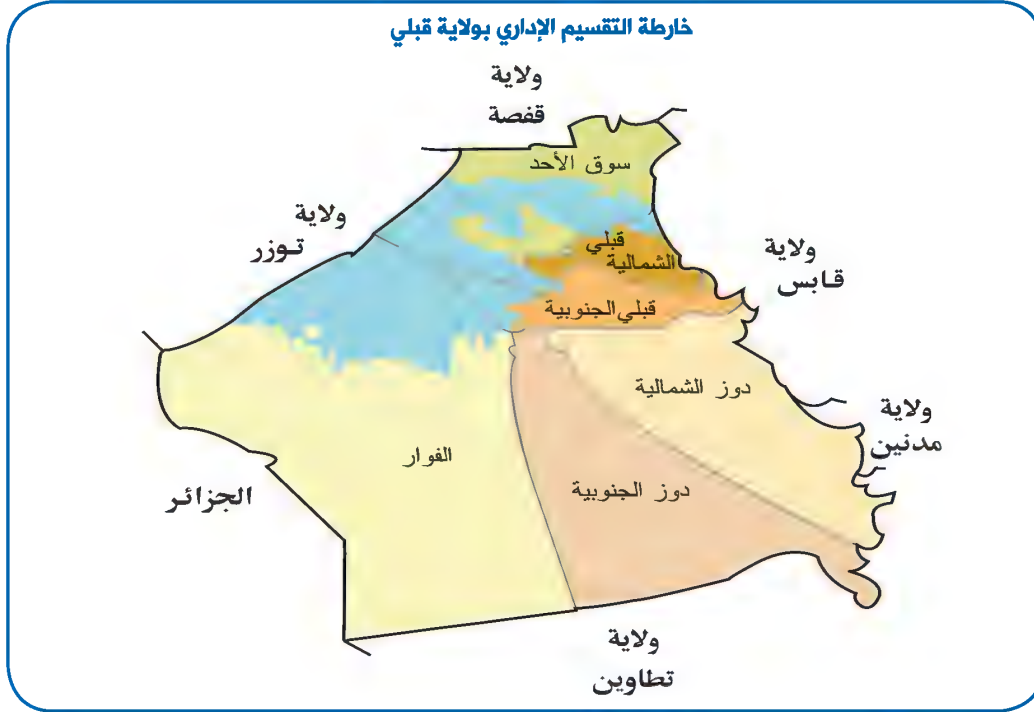 خارطة التقسيم الإداري بولاية قبلي
ولاية
قفصة
سوق الأحد
ولاية
توزر
قبلي
الشمالية
ولاية
قابس
قبلي الجنوبية
دوز الشمالية
ولاية
مدنين
الفوار
دوز الجنوبية
الجزائر
ولاية
تطاوين